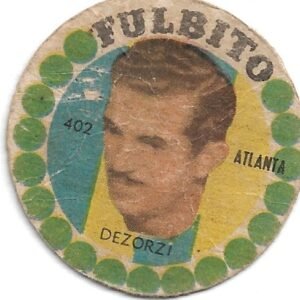 FULBITO
402
ATLANTA
DEZORZI